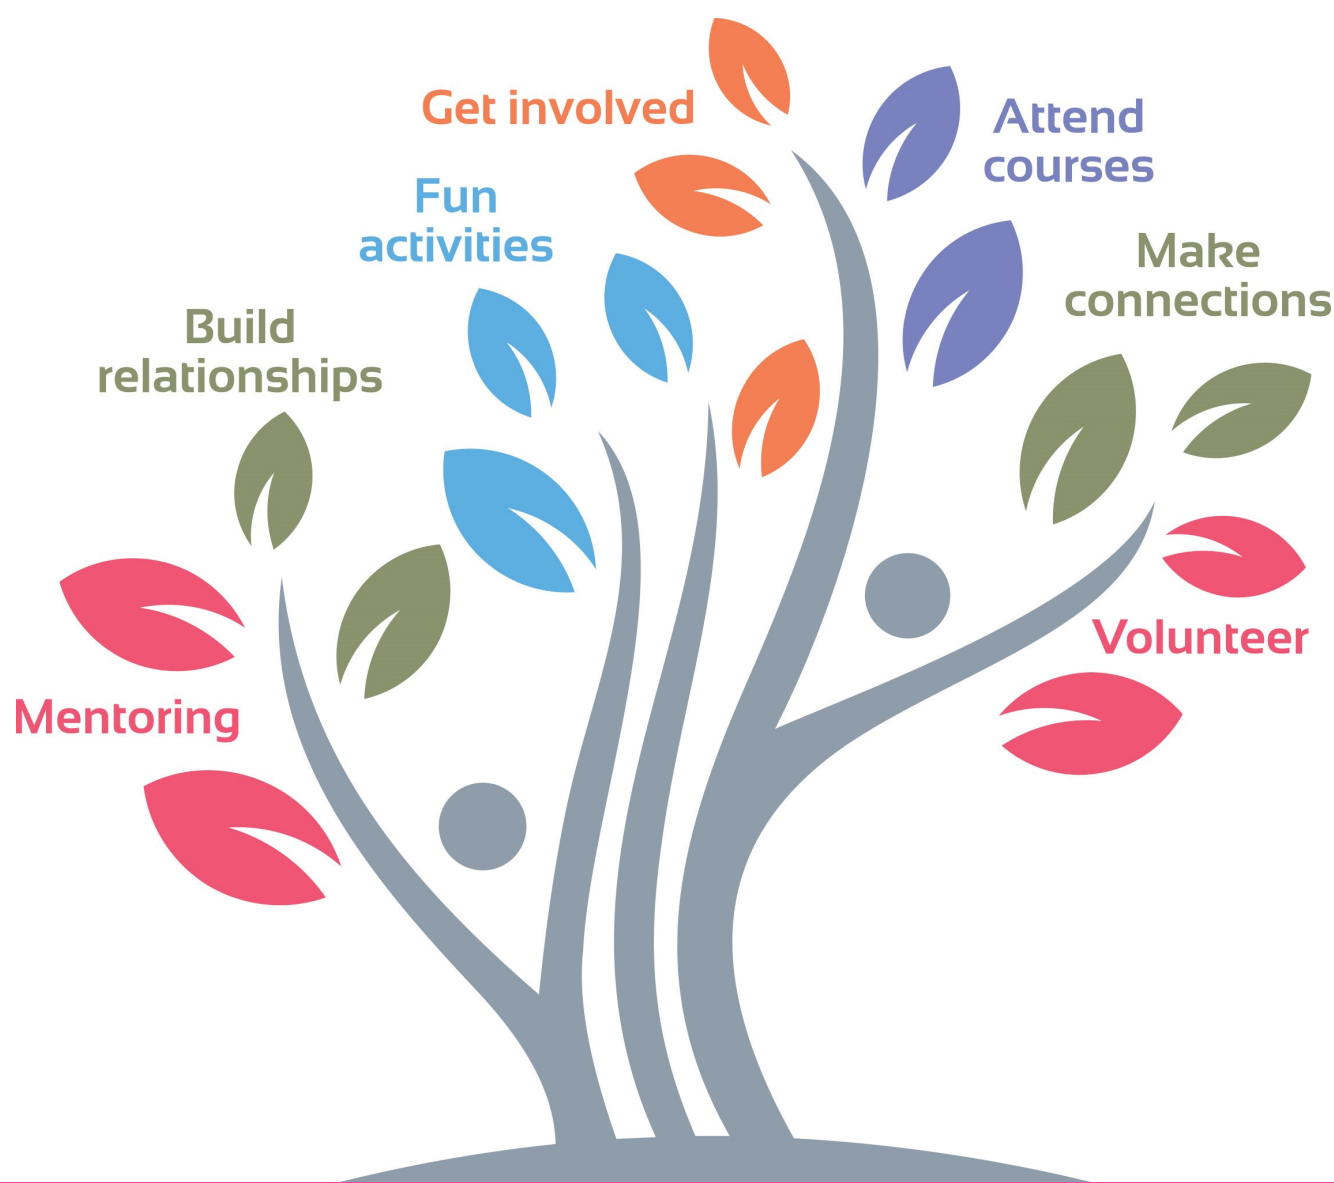 Get involved
Attend
courses
Fun
activities
Make
connections
Build
relationships
Volunteer
Mentoring